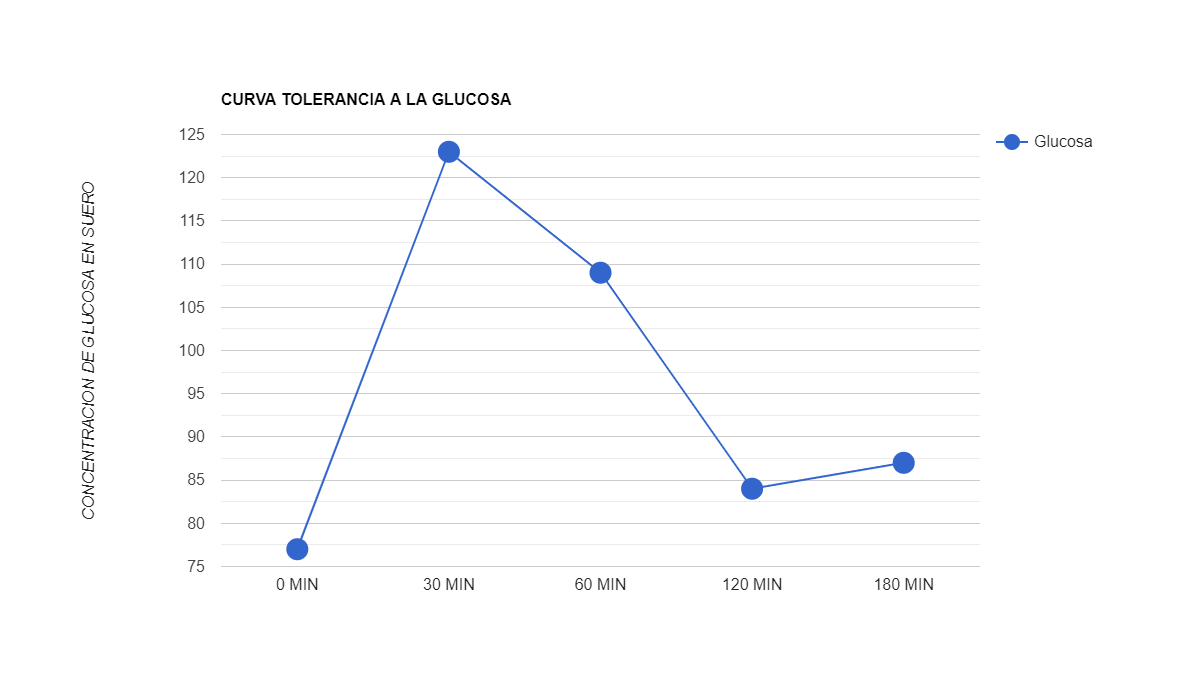 CURVA TOLERANCIA A LA GLUCOSA
Glucosa
CONCENTRACION DE GLUCOSA EN SUERO
125
120
115
110
105
100
95
90
85
80
75
0 MIN
30 MIN
60 MIN
120 MIN
180 MIN